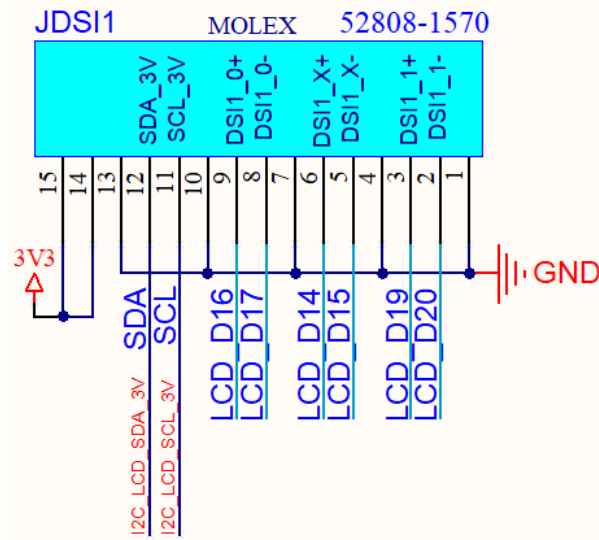 JDSI1 MOLEX 52808-1570
SDA_3V
SCL_3V
DSI1_0+
DSI1_0-
DSI1_X+
DSI1_X-
DSI1_1+
DSI1_1-
15
14
13
12
11
10
9
8
7
6
5
4
3
2
1
3V3
GND
SDA
SCL
LCD_D16
LCD_D17
LCD_D14
LCD_D15
LCD_D19
LCD_D20
I2C_LCD_SDA_3V
I2C_LCD_SCL_3V